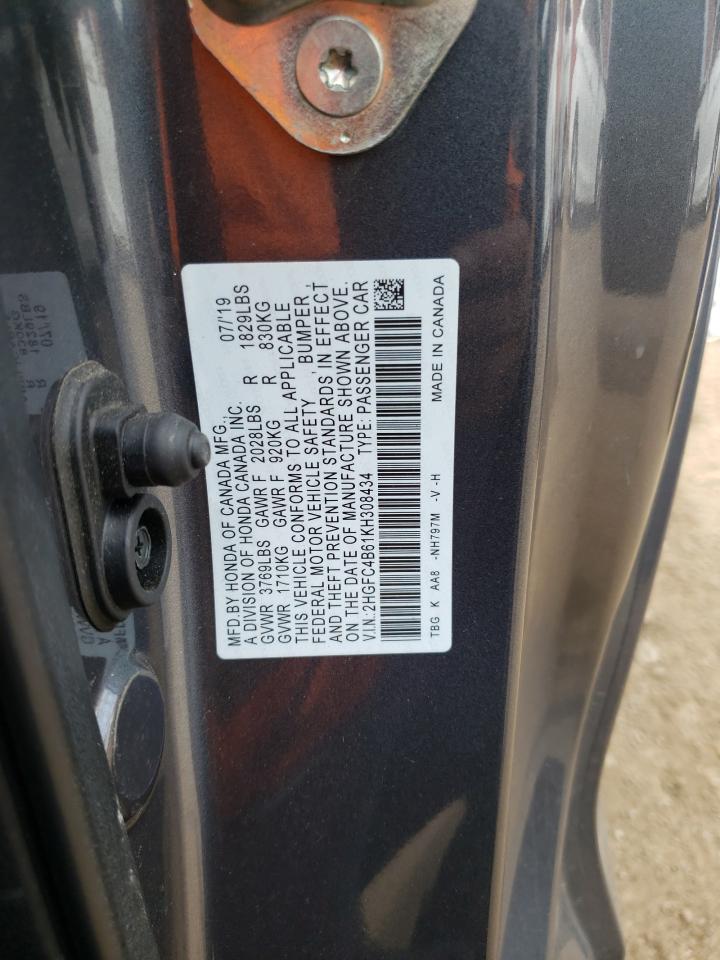 MFD.BY HONDA OF CANADA MFG., 07/'19
A DIVISION OF HONDA CANADA INC.
GVWR 3769LBS GAWR F 2028LBS R 1829LBS
GVWR 1710KG GAWR F 920KG R 830KG
THIS VEHICLE CONFORMS TO ALL APPLICABLE
FEDERAL MOTOR VEHICLE SAFETY , BUMPER ,
AND THEFT PREVENTION STANDARDS IN EFFECT
ON THE DATE OF MANUFACTURE SHOWN ABOVE.
V.I.N.:2HGFC4B61KH308434 TYPE: PASSENGER CAR
TBG K AA8 -NH797M -V -H MADE IN CANADA